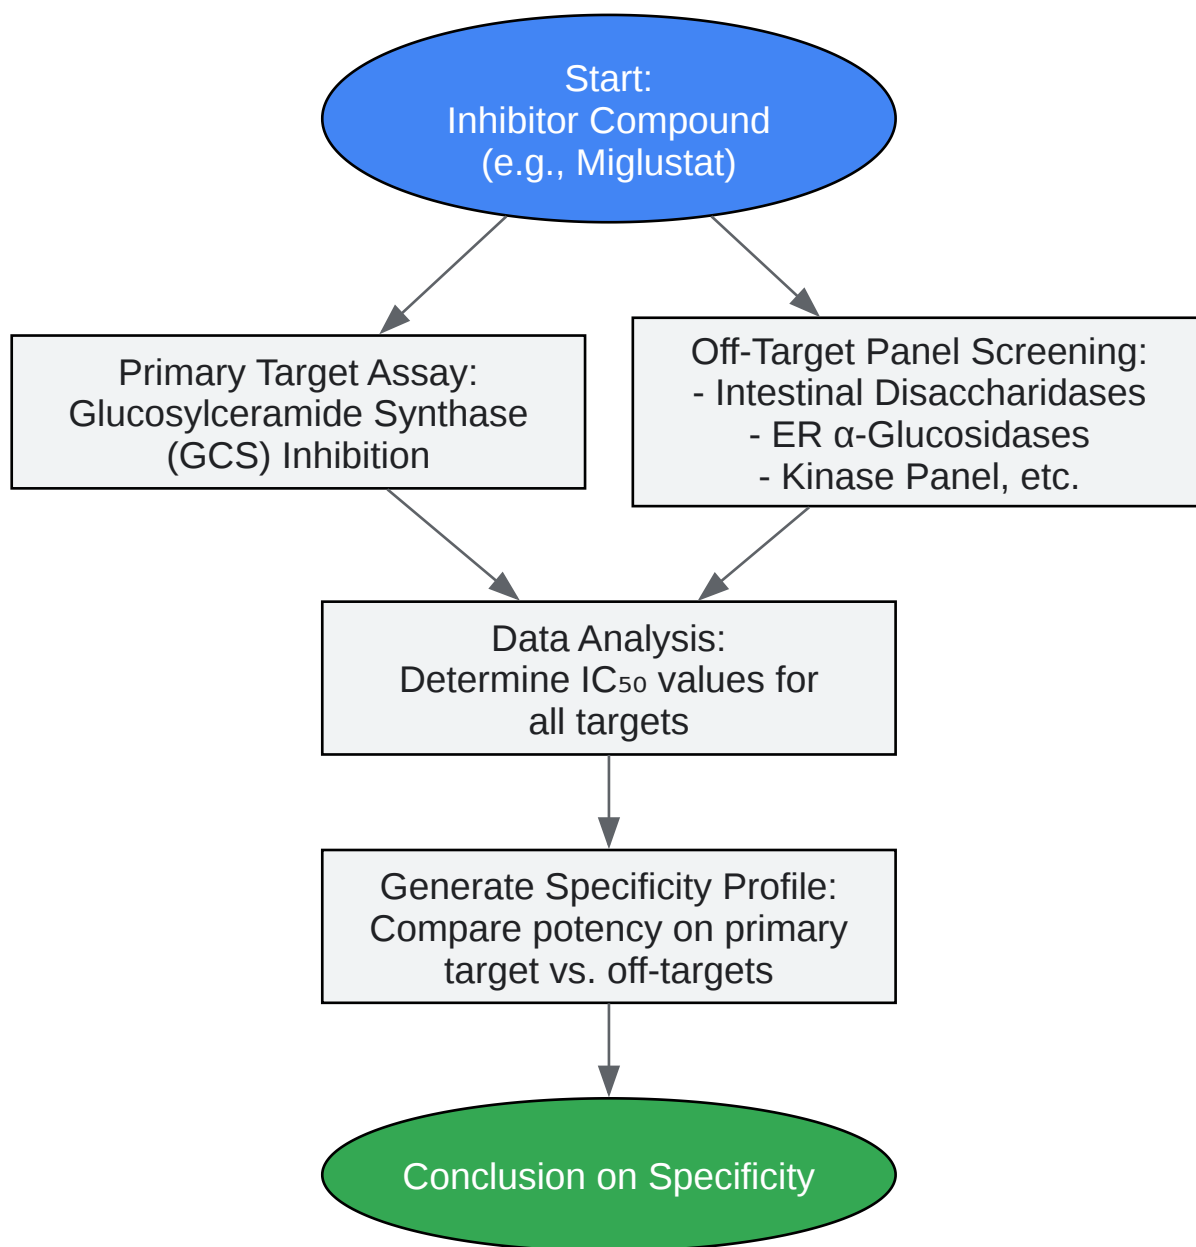 Start:
Inhibitor Compound
(e.g., Miglustat)
Primary Target Assay:
Glucosylceramide Synthase
(GCS) Inhibition
Off-Target Panel Screening:
- Intestinal Disaccharidases
- ER α-Glucosidases
- Kinase Panel, etc.
Data Analysis:
Determine IC₅₀ values for
all targets
Generate Specificity Profile:
Compare potency on primary
target vs. off-targets
Conclusion on Specificity